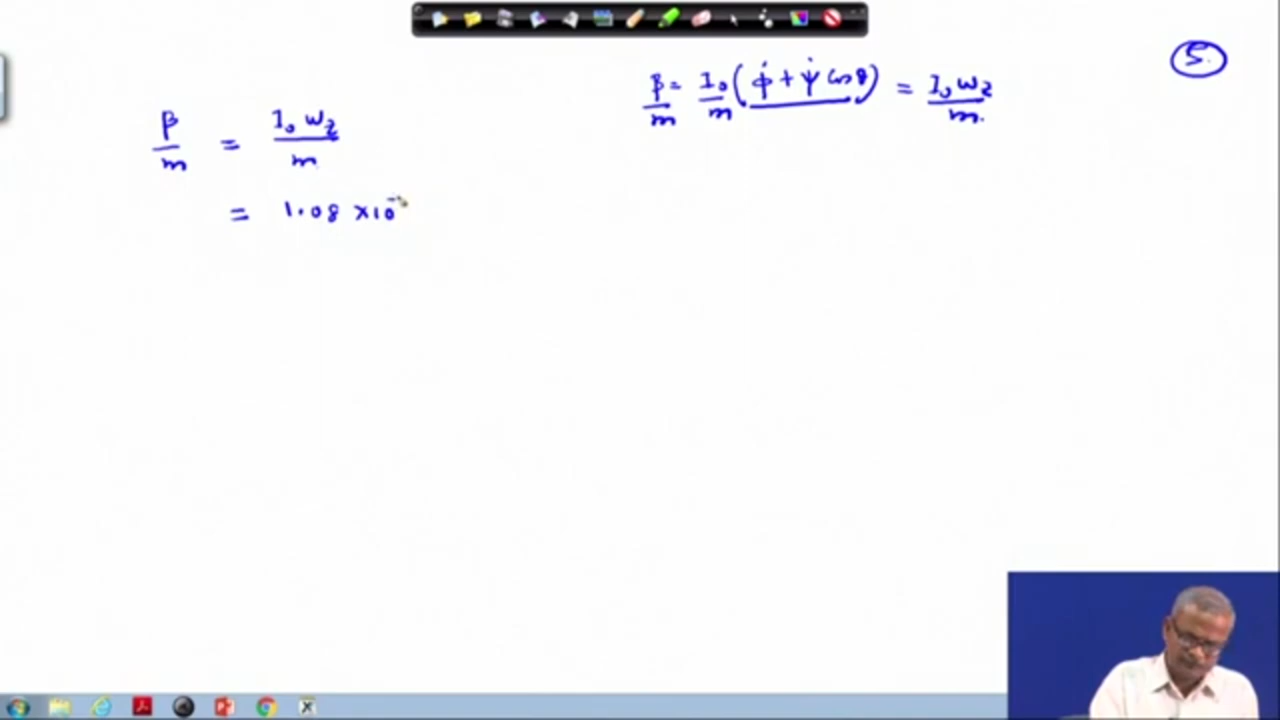 5.
β/m = I₀/m (φ̇ + ψ̇ cos θ) = I₀ω_z/m.
β/m = I₀ω_z/m
= 1.08 × 10⁻